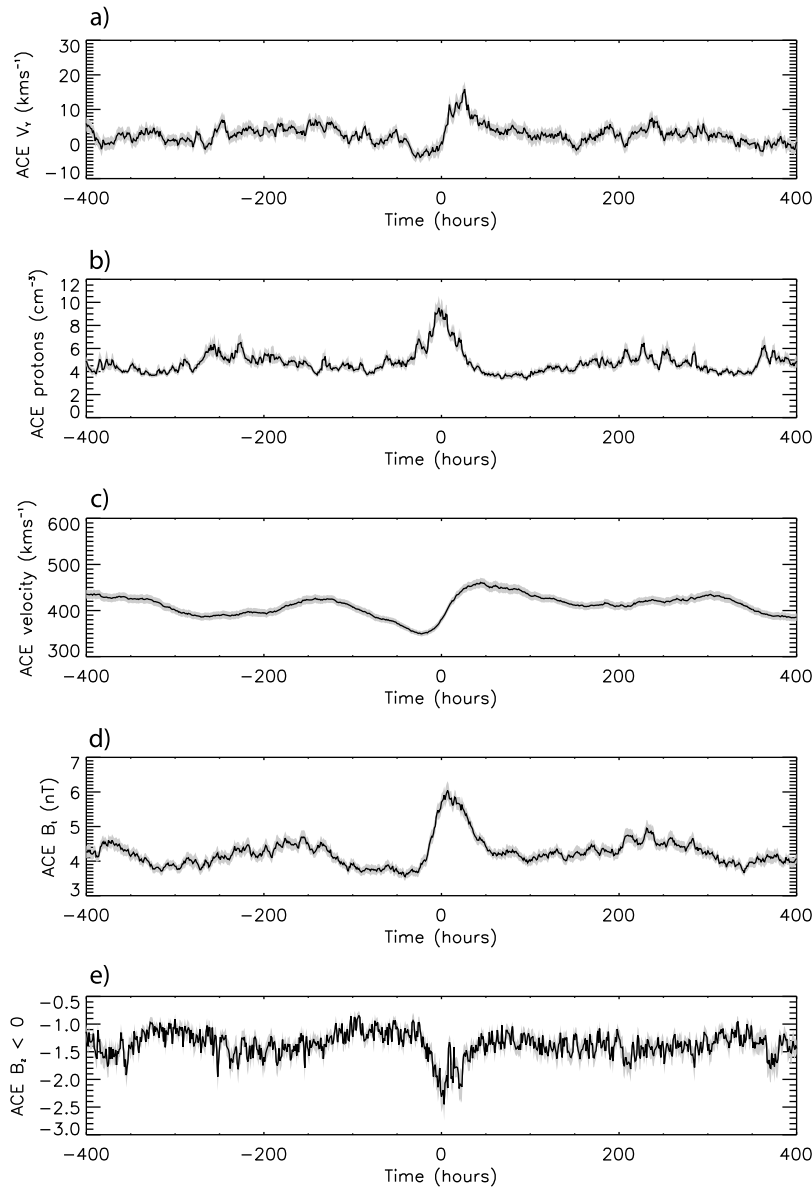 a)
ACE Vᵧ (kms⁻¹)
30
20
10
0
−10
−400 −200 0 200 400
Time (hours)
b)
ACE protons (cm⁻³)
12
10
8
6
4
2
0
−400 −200 0 200 400
Time (hours)
c)
ACE velocity (kms⁻¹)
600
500
400
300
−400 −200 0 200 400
Time (hours)
d)
ACE Bₜ (nT)
7
6
5
4
3
−400 −200 0 200 400
Time (hours)
e)
ACE B_z < 0
−0.5
−1.0
−1.5
−2.0
−2.5
−3.0
−400 −200 0 200 400
Time (hours)